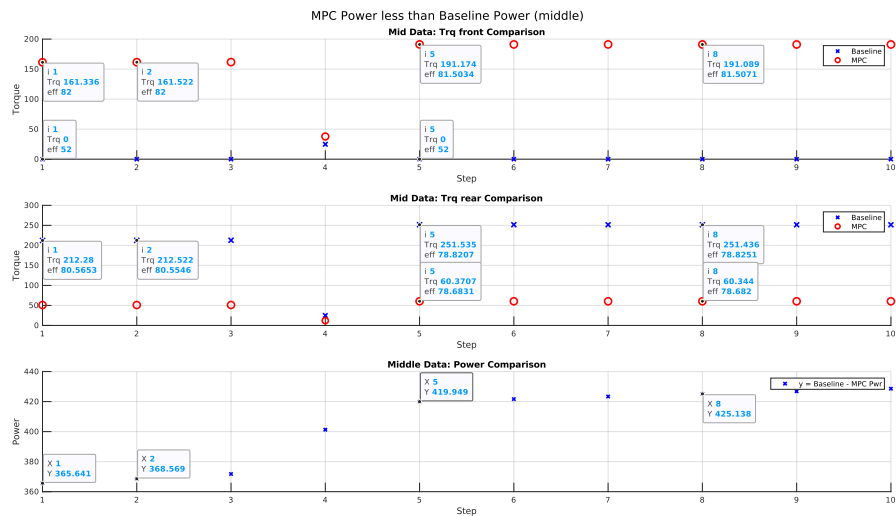 MPC Power less than Baseline Power (middle)
Mid Data: Trq front Comparison
200
150
100
50
0
Torque
i 1
Trq 161.336
eff 82
i 2
Trq 161.522
eff 82
i 5
Trq 191.174
eff 81.5034
i 8
Trq 191.089
eff 81.5071
i 1
Trq 0
eff 52
i 5
Trq 0
eff 52
Baseline
MPC
1 2 3 4 5 6 7 8 9 10
Step
Mid Data: Trq rear Comparison
300
250
200
150
100
50
0
Torque
i 1
Trq 212.28
eff 80.5653
i 2
Trq 212.522
eff 80.5546
i 5
Trq 251.535
eff 78.8207
i 5
Trq 60.3707
eff 78.6831
i 8
Trq 251.436
eff 78.8251
i 8
Trq 60.344
eff 78.682
Baseline
MPC
1 2 3 4 5 6 7 8 9 10
Step
Middle Data: Power Comparison
440
420
400
380
360
Power
X 1
Y 365.641
X 2
Y 368.569
X 5
Y 419.949
X 8
Y 425.138
y = Baseline - MPC Pwr
1 2 3 4 5 6 7 8 9 10
Step